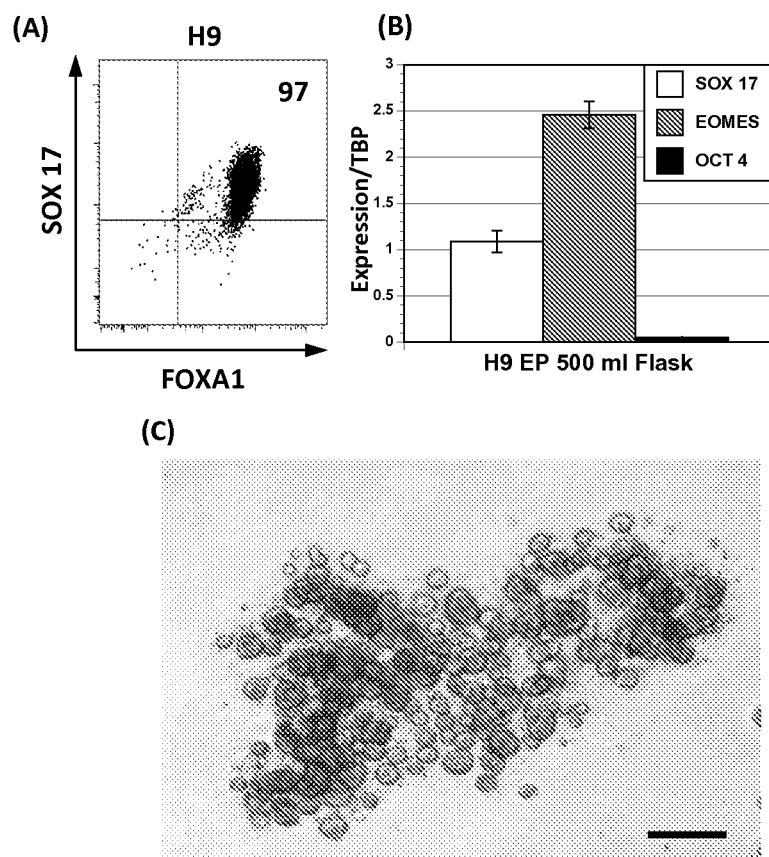 (A)
H9
97
SOX 17
FOXA1
(B)
3
2.5
2
1.5
1
0.5
0
Expression/TBP
SOX 17
EOMES
OCT 4
H9 EP 500 ml Flask
(C)